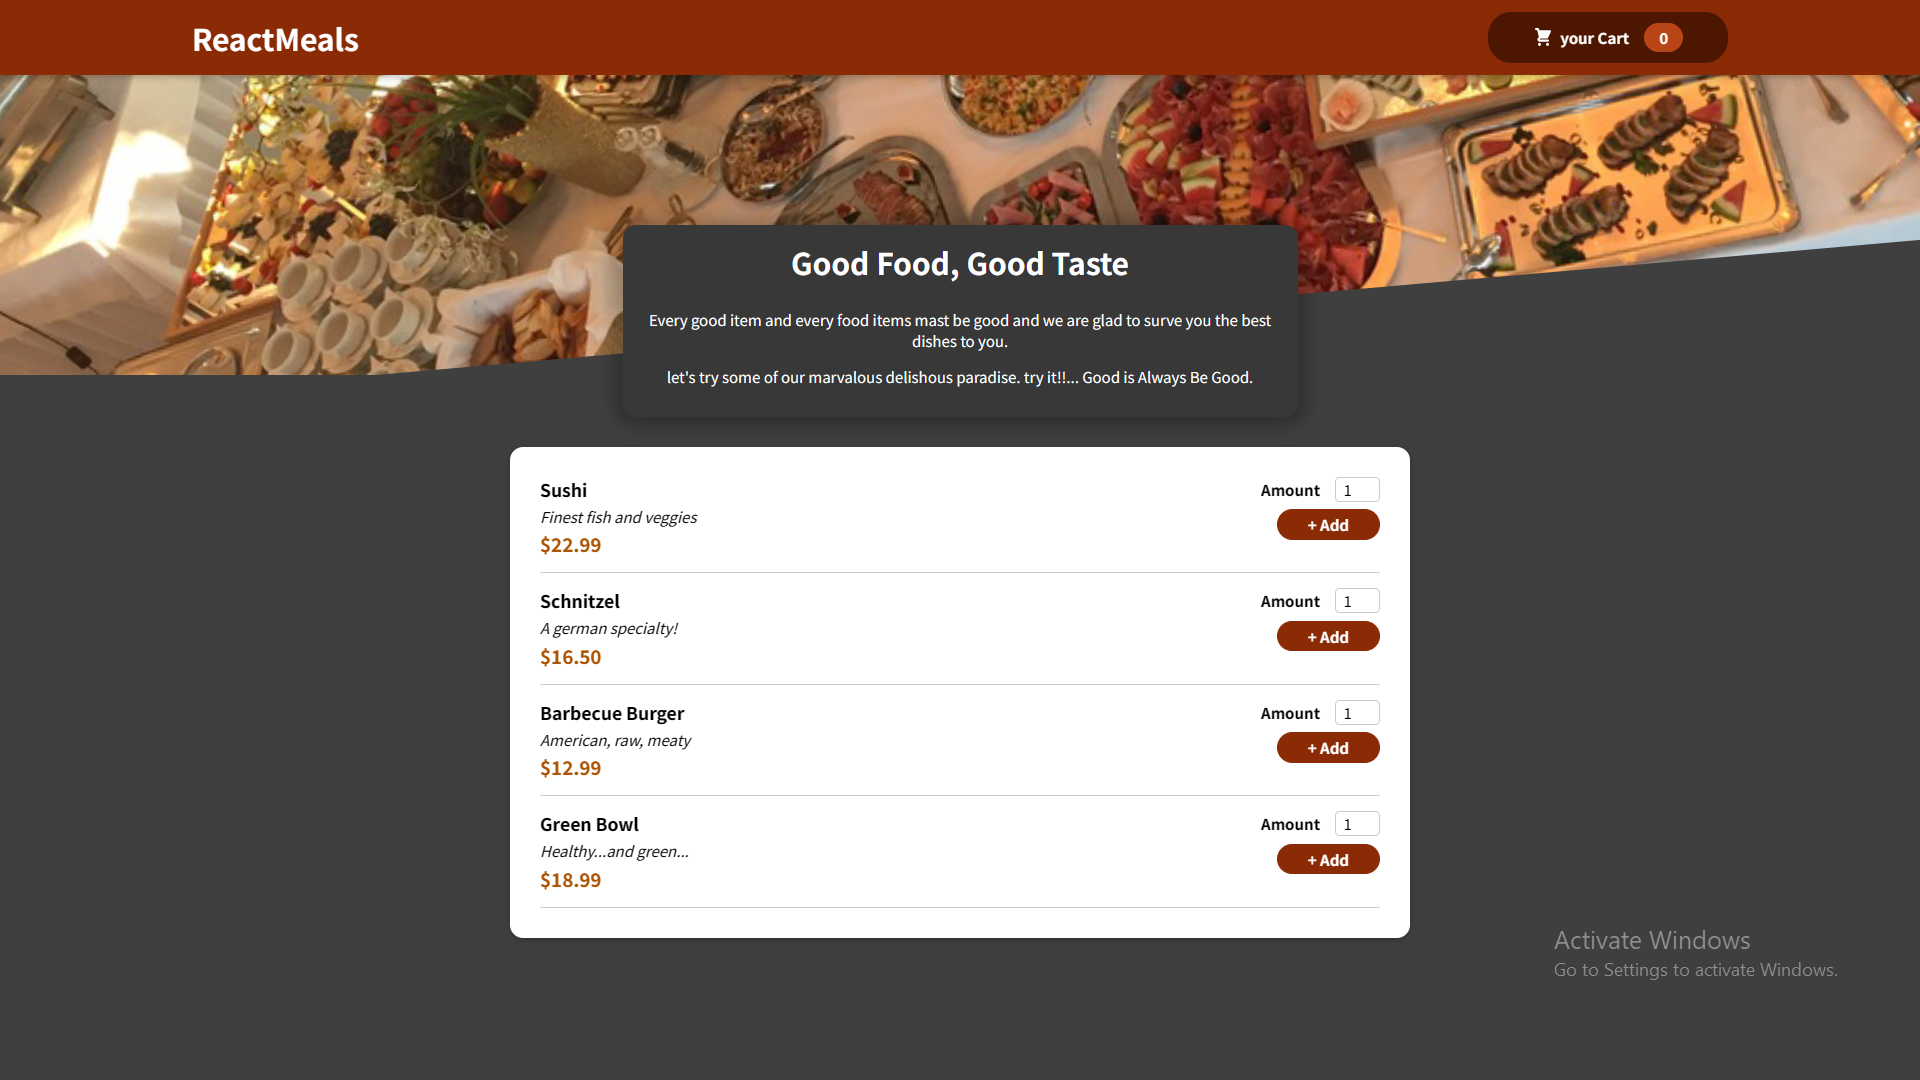 ReactMeals
your Cart 0
Good Food, Good Taste
Every good item and every food items mast be good and we are glad to surve you the best
dishes to you.
let's try some of our marvalous delishous paradise. try it!!... Good is Always Be Good.
Sushi
Amount 1
Finest fish and veggies
+ Add
$22.99
Schnitzel
Amount 1
A german specialty!
+ Add
$16.50
Barbecue Burger
Amount 1
American, raw, meaty
+ Add
$12.99
Green Bowl
Amount 1
Healthy...and green...
+ Add
$18.99
Activate Windows
Go to Settings to activate Windows.